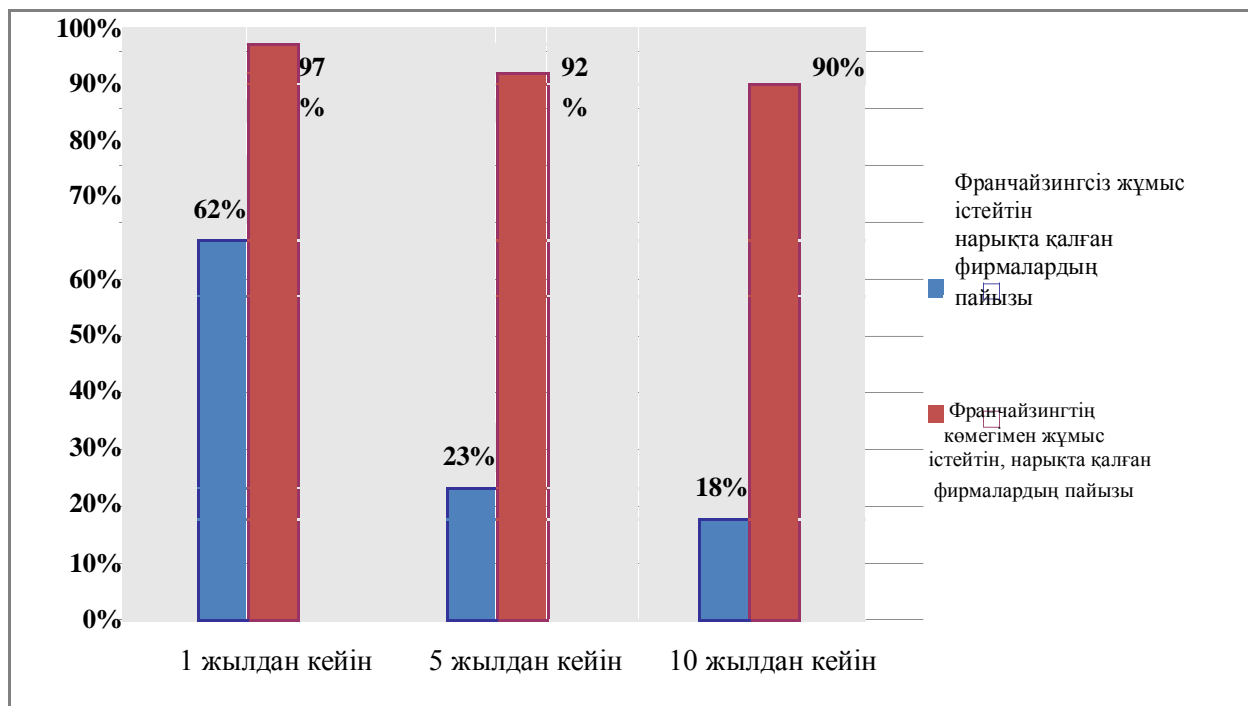 100%
90%
80%
70%
60%
50%
40%
30%
20%
10%
0%
62%
97
%
23%
92
%
18%
90%
1 жылдан кейін
5 жылдан кейін
10 жылдан кейін
Франчайзингсіз жұмыс
істейтін
нарықта қалған
фирмалардың
пайызы
Франчайзингтің
көмегімен жұмыс
істейтін, нарықта қалған
фирмалардың пайызы